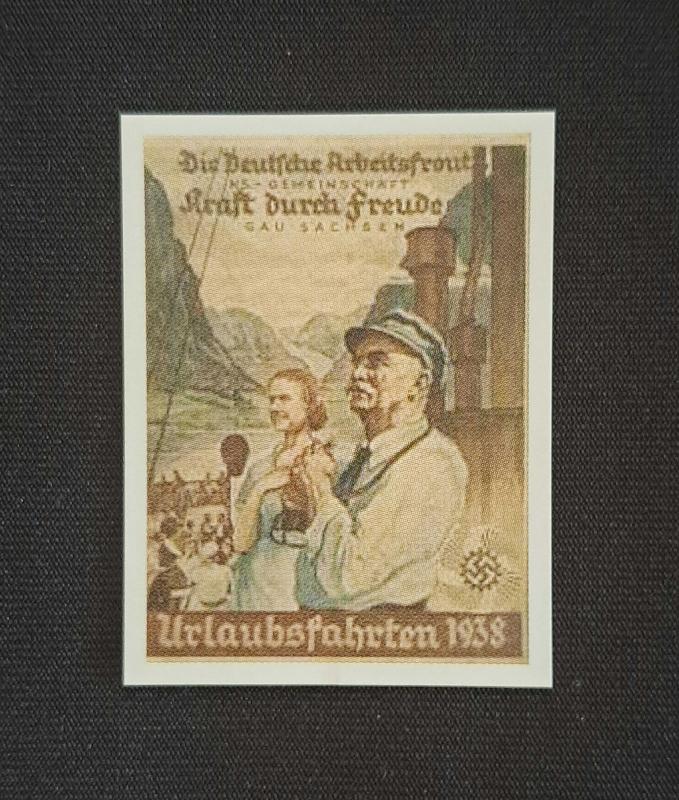 Die Deutsche Arbeitsfront
NS-GEMEINSCHAFT
Kraft durch Freude
GAU SACHSEN
Urlaubsfahrten 1938